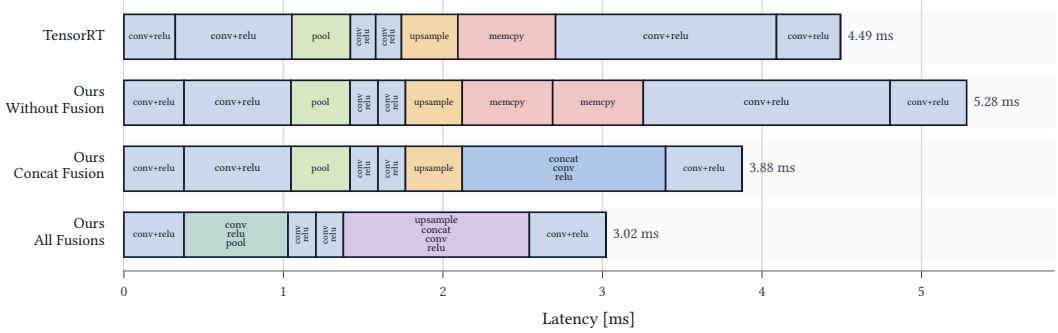 TensorRT
conv+relu
conv+relu
pool
conv
relu
conv
relu
upsample
memcpy
conv+relu
conv+relu
4.49 ms
Ours
Without Fusion
conv+relu
conv+relu
pool
conv
relu
conv
relu
upsample
memcpy
memcpy
conv+relu
conv+relu
5.28 ms
Ours
Concat Fusion
conv+relu
conv+relu
pool
conv
relu
conv
relu
upsample
concat
conv
relu
conv+relu
3.88 ms
Ours
All Fusions
conv+relu
conv
relu
pool
conv
relu
conv
relu
upsample
concat
conv
relu
conv+relu
3.02 ms
0
1
2
3
4
5
Latency [ms]